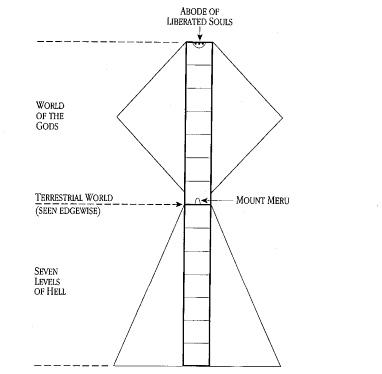 ABODE OF
LIBERATED SOULS
WORLD
OF THE
GODS
TERRESTRIAL WORLD
(SEEN EDGEWISE)
MOUNT MERU
SEVEN
LEVELS
OF HELL